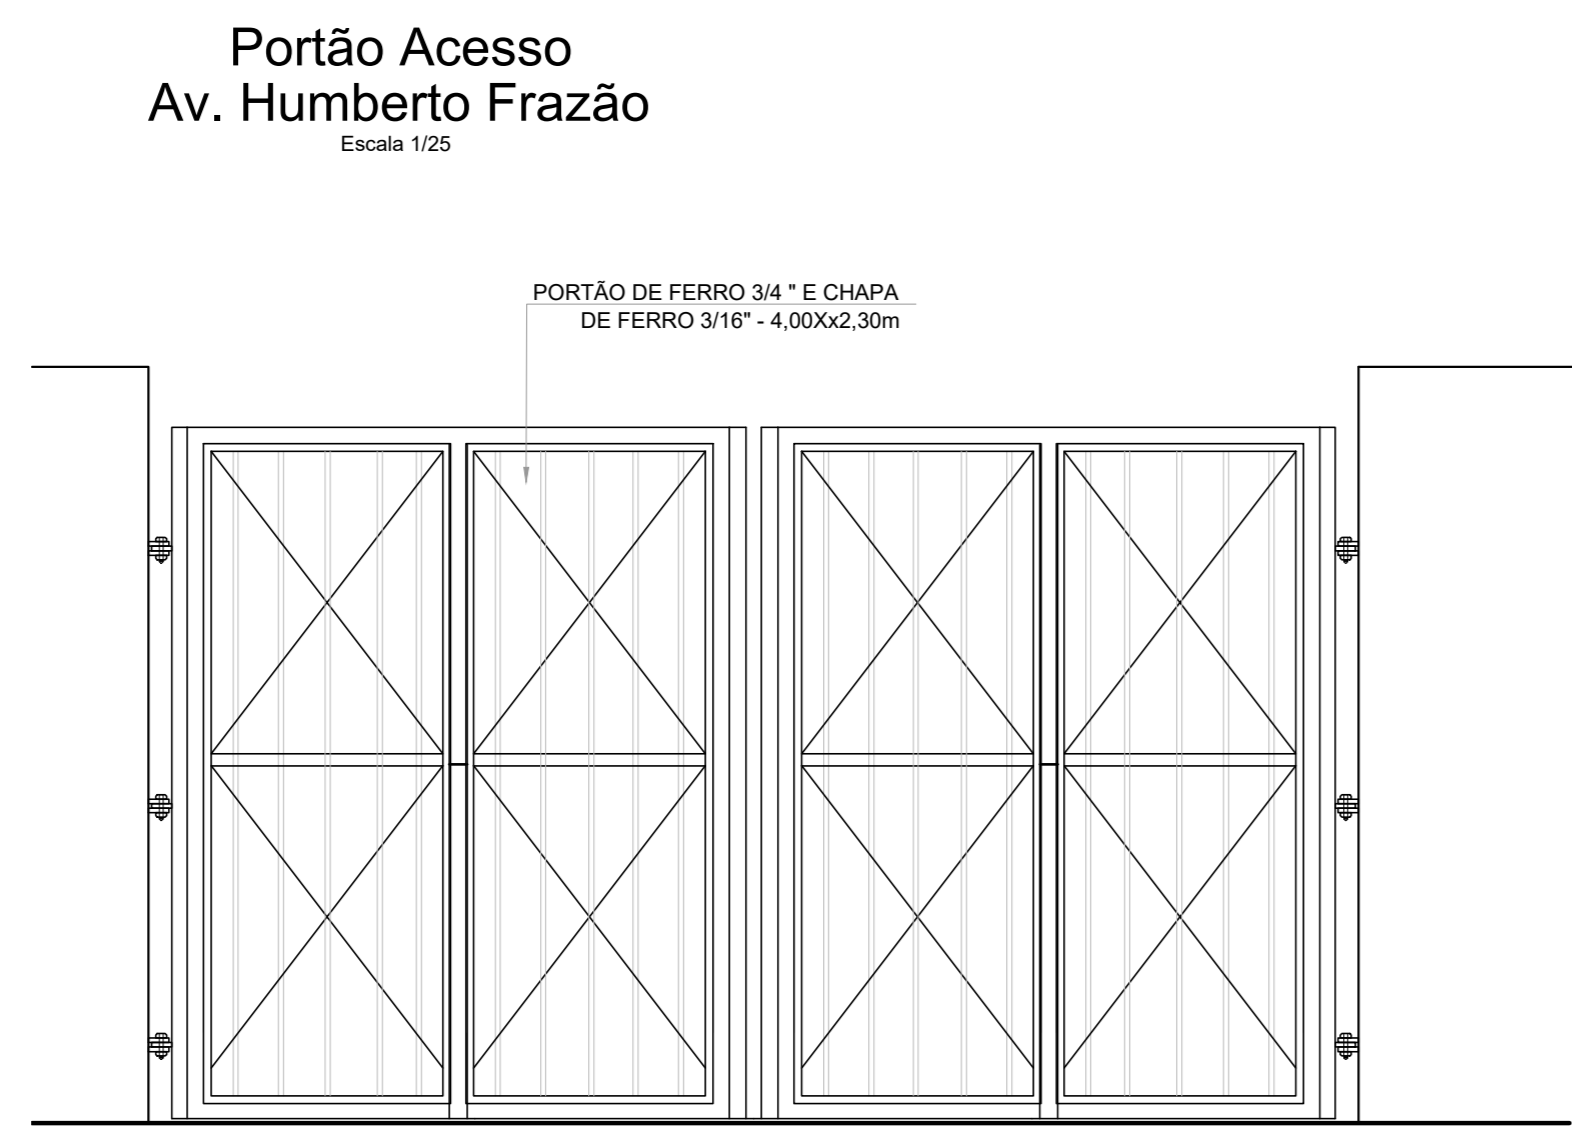 Portão Acesso
Av. Humberto Frazão
Escala 1/25
PORTÃO DE FERRO 3/4 " E CHAPA
DE FERRO 3/16" - 4,00Xx2,30m